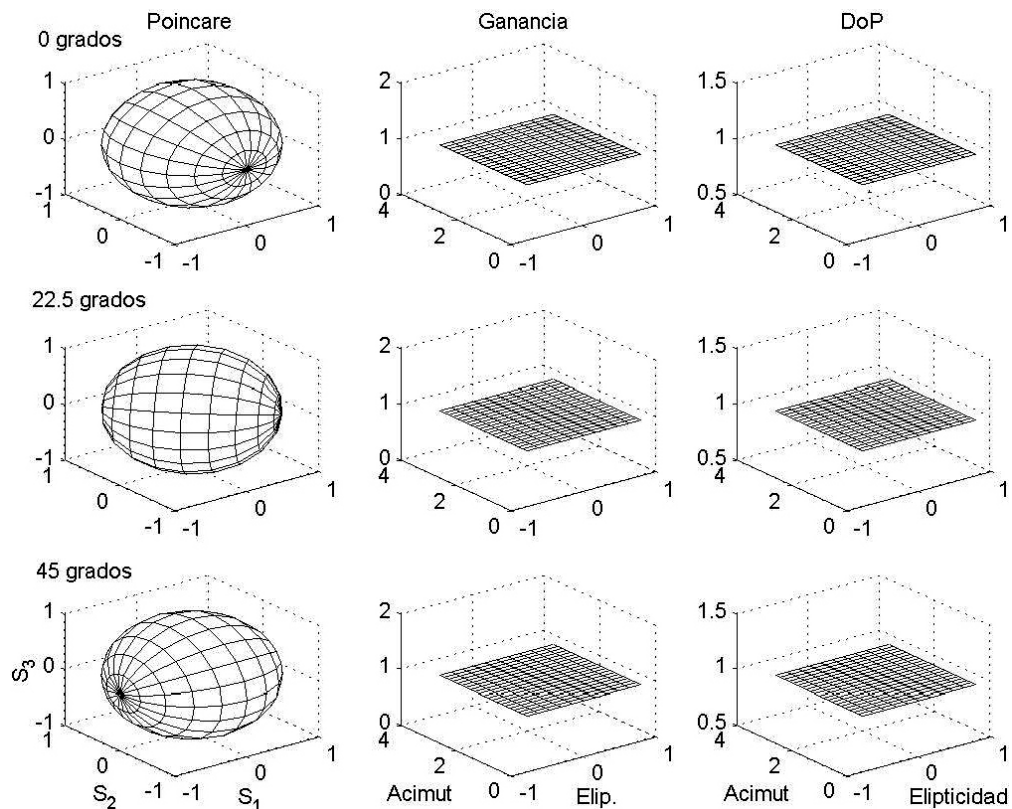 Poincare Ganancia DoP
0 grados
1 2 1.5
0 1 1
-1 0 0.5
1 1 4 1 4 1
0 0 2 0 2 0
-1 -1 0 -1 0 -1
22.5 grados
1 2 1.5
0 1 1
-1 0 0.5
1 1 4 1 4 1
0 0 2 0 2 0
-1 -1 0 -1 0 -1
45 grados
1 2 1.5
S3 0 1 1
-1 0 0.5
1 1 4 1 4 1
0 0 2 0 2 0
S2 -1 -1 S1 Acimut 0 -1 Elip. Acimut 0 -1 Elipticidad